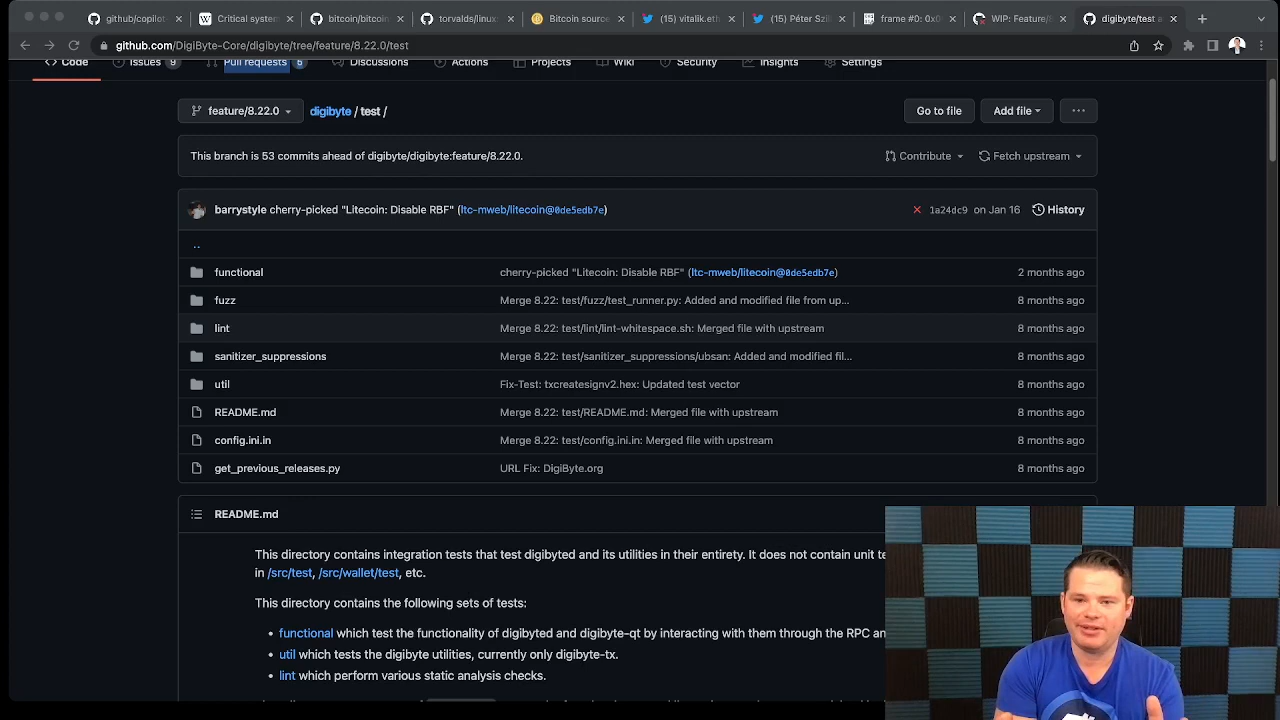 github/copilot
Critical system
bitcoin/bitcoin
torvalds/linux
Bitcoin source
(15) vitalik.eth
(15) Péter Szil
frame #0: 0x0
WIP: Feature/8
digibyte/test a
github.com/DigiByte-Core/digibyte/tree/feature/8.22.0/test
Code
Issues 9
Pull requests 6
Discussions
Actions
Projects
Wiki
Security
Insights
Settings
feature/8.22.0
digibyte / test /
Go to file
Add file
This branch is 53 commits ahead of digibyte/digibyte:feature/8.22.0.
Contribute
Fetch upstream
barrystyle cherry-picked "Litecoin: Disable RBF" (ltc-mweb/litecoin@0de5edb7e)
1a24dc9 on Jan 16
History
..
functional cherry-picked "Litecoin: Disable RBF" (ltc-mweb/litecoin@0de5edb7e) 2 months ago
fuzz Merge 8.22: test/fuzz/test_runner.py: Added and modified file from up... 8 months ago
lint Merge 8.22: test/lint/lint-whitespace.sh: Merged file with upstream 8 months ago
sanitizer_suppressions Merge 8.22: test/sanitizer_suppressions/ubsan: Added and modified fil... 8 months ago
util Fix-Test: txcreatesignv2.hex: Updated test vector 8 months ago
README.md Merge 8.22: test/README.md: Merged file with upstream 8 months ago
config.ini.in Merge 8.22: test/config.ini.in: Merged file with upstream 8 months ago
get_previous_releases.py URL Fix: DigiByte.org 8 months ago
README.md
This directory contains integration tests that test digibyted and its utilities in their entirety. It does not contain unit te
in /src/test, /src/wallet/test, etc.
This directory contains the following sets of tests:
• functional which test the functionality of digibyted and digibyte-qt by interacting with them through the RPC an
• util which tests the digibyte utilities, currently only digibyte-tx.
• lint which perform various static analysis checks.